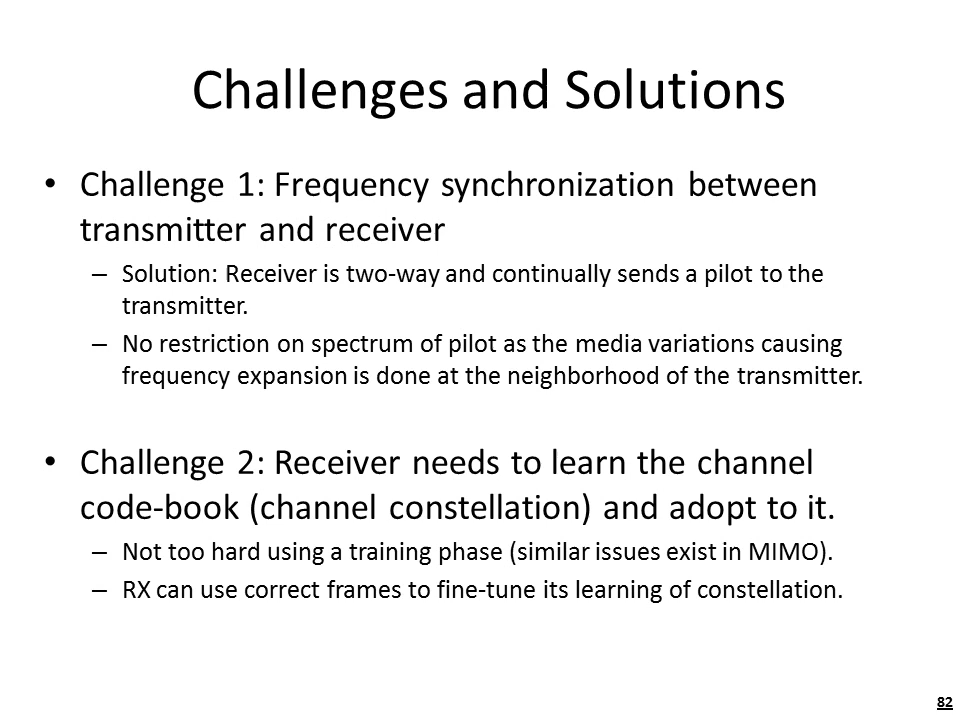 Challenges and Solutions
• Challenge 1: Frequency synchronization between
transmitter and receiver
– Solution: Receiver is two-way and continually sends a pilot to the
transmitter.
– No restriction on spectrum of pilot as the media variations causing
frequency expansion is done at the neighborhood of the transmitter.
• Challenge 2: Receiver needs to learn the channel
code-book (channel constellation) and adopt to it.
– Not too hard using a training phase (similar issues exist in MIMO).
– RX can use correct frames to fine-tune its learning of constellation.
82